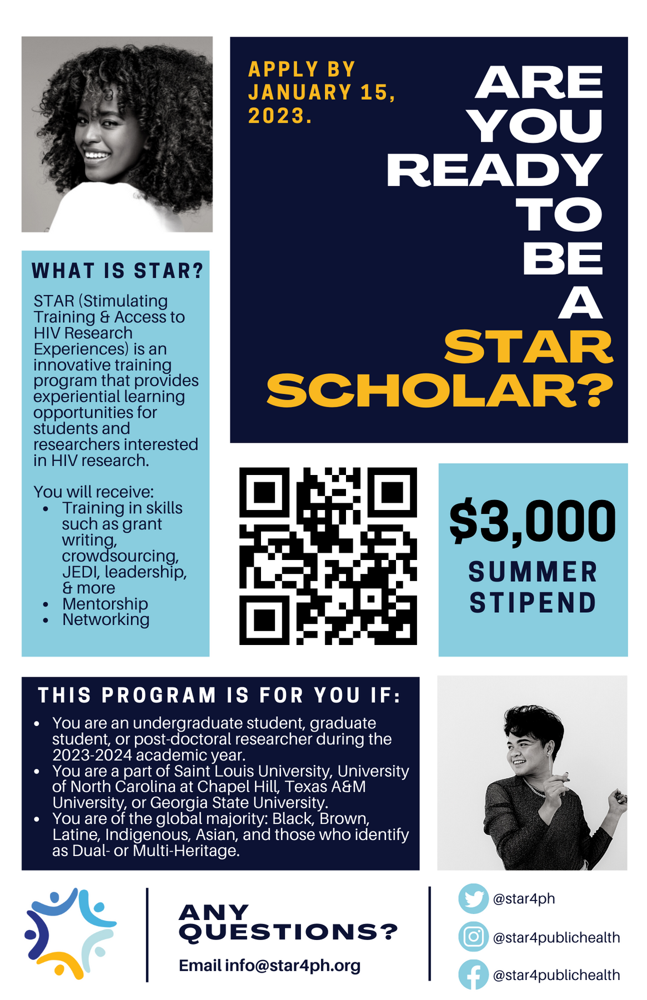 APPLY BY
JANUARY 15,
2023.
ARE
YOU
READY
TO
BE
A
STAR
SCHOLAR?
WHAT IS STAR?
STAR (Stimulating
Training & Access to
HIV Research
Experiences) is an
innovative training
program that provides
experiential learning
opportunities for
students and
researchers interested
in HIV research.
You will receive:
• Training in skills
such as grant
writing,
crowdsourcing,
JEDI, leadership,
& more
• Mentorship
• Networking
$3,000
SUMMER
STIPEND
THIS PROGRAM IS FOR YOU IF:
• You are an undergraduate student, graduate
student, or post-doctoral researcher during the
2023-2024 academic year.
• You are a part of Saint Louis University, University
of North Carolina at Chapel Hill, Texas A&M
University, or Georgia State University.
• You are of the global majority: Black, Brown,
Latine, Indigenous, Asian, and those who identify
as Dual- or Multi-Heritage.
ANY
QUESTIONS?
Email info@star4ph.org
@star4ph
@star4publichealth
@star4publichealth